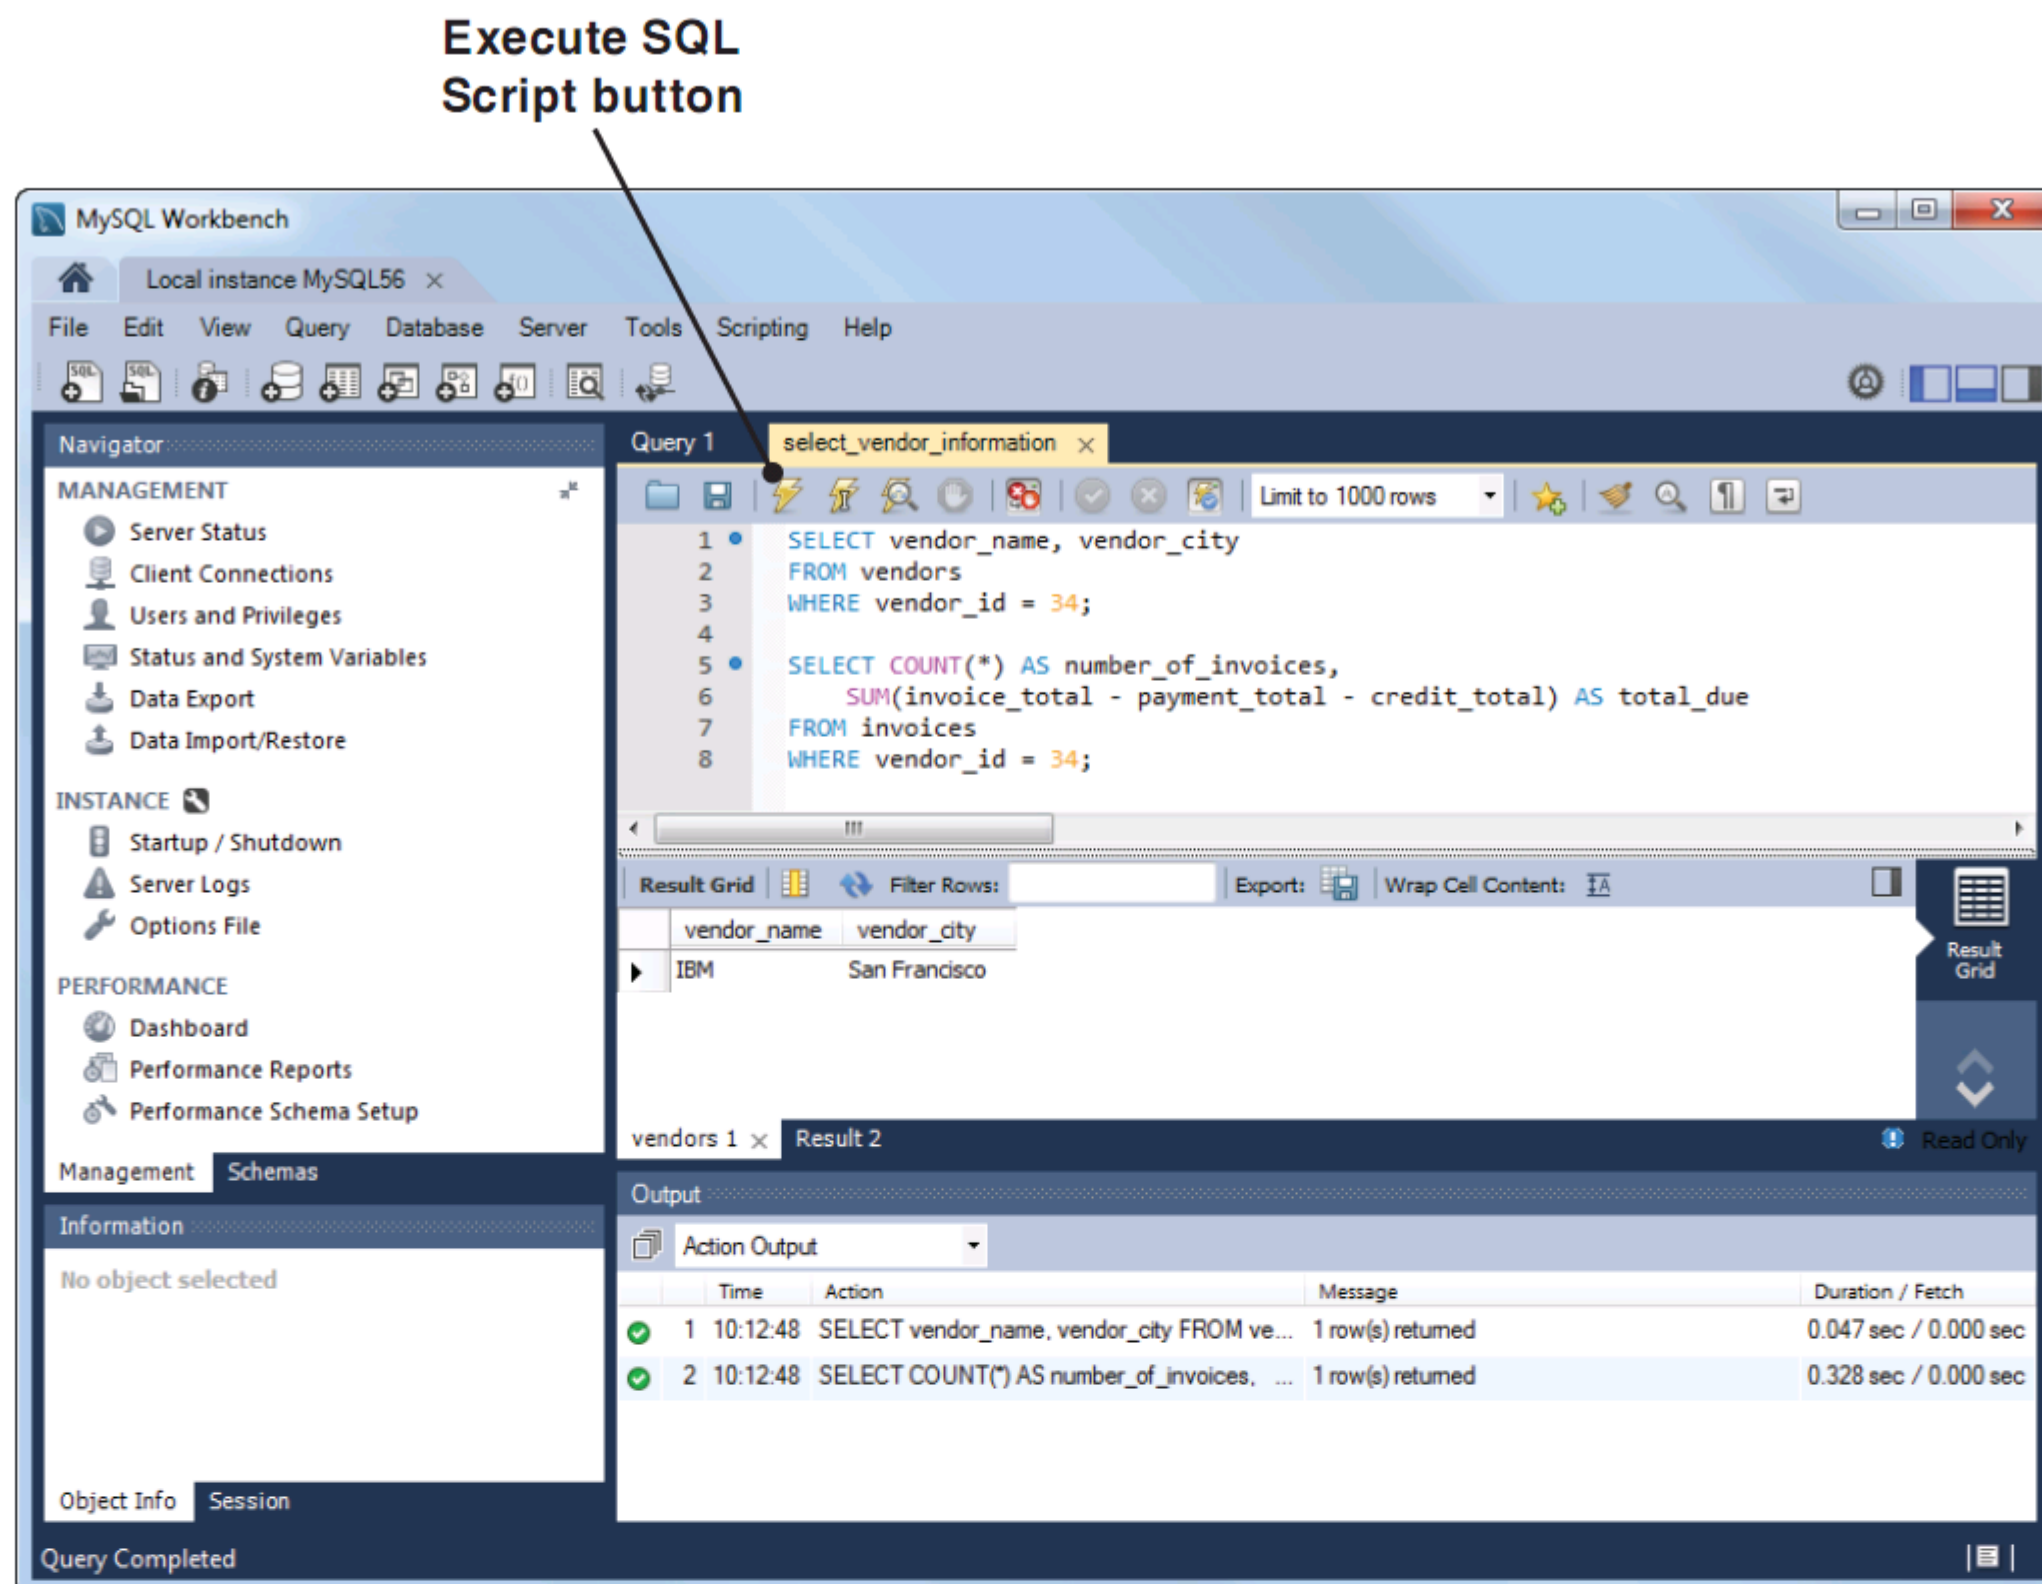 Execute SQL
Script button
MySQL Workbench
Local instance MySQL56
File Edit View Query Database Server Tools Scripting Help
Navigator
MANAGEMENT
Server Status
Client Connections
Users and Privileges
Status and System Variables
Data Export
Data Import/Restore
INSTANCE
Startup / Shutdown
Server Logs
Options File
PERFORMANCE
Dashboard
Performance Reports
Performance Schema Setup
Management Schemas
Information
No object selected
Object Info Session
Query 1 select_vendor_information
Limit to 1000 rows
1 SELECT vendor_name, vendor_city
2 FROM vendors
3 WHERE vendor_id = 34;
4
5 SELECT COUNT(*) AS number_of_invoices,
6 SUM(invoice_total - payment_total - credit_total) AS total_due
7 FROM invoices
8 WHERE vendor_id = 34;
Result Grid Filter Rows: Export: Wrap Cell Content:
vendor_name vendor_city
IBM San Francisco
Result
Grid
vendors 1 Result 2 Read Only
Output
Action Output
Time Action Message Duration / Fetch
1 10:12:48 SELECT vendor_name, vendor_city FROM ve... 1 row(s) returned 0.047 sec / 0.000 sec
2 10:12:48 SELECT COUNT(*) AS number_of_invoices, ... 1 row(s) returned 0.328 sec / 0.000 sec
Query Completed